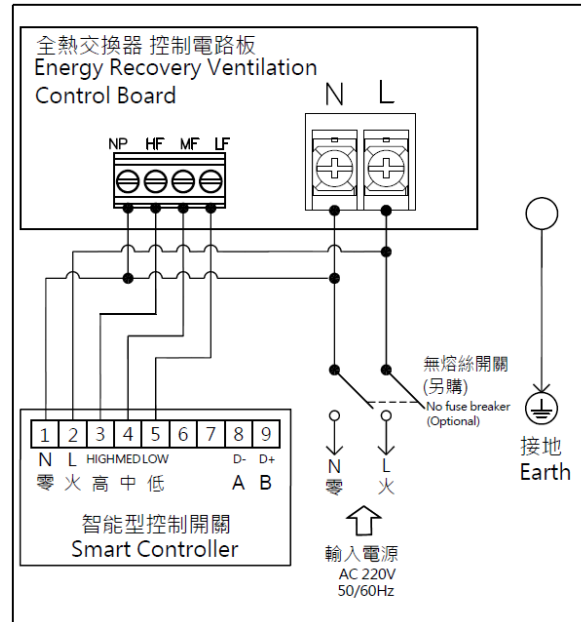 全熱交換器 控制電路板
Energy Recovery Ventilation
Control Board
N L
NP HF MF LF
無熔絲開關
(另購)
No fuse breaker
(Optional)
1 2 3 4 5 6 7 8 9
N L HIGH MED LOW D- D+
零 火 高 中 低 A B
智能型控制開關
Smart Controller
N L
零 火
輸入電源
AC 220V
50/60Hz
接地
Earth